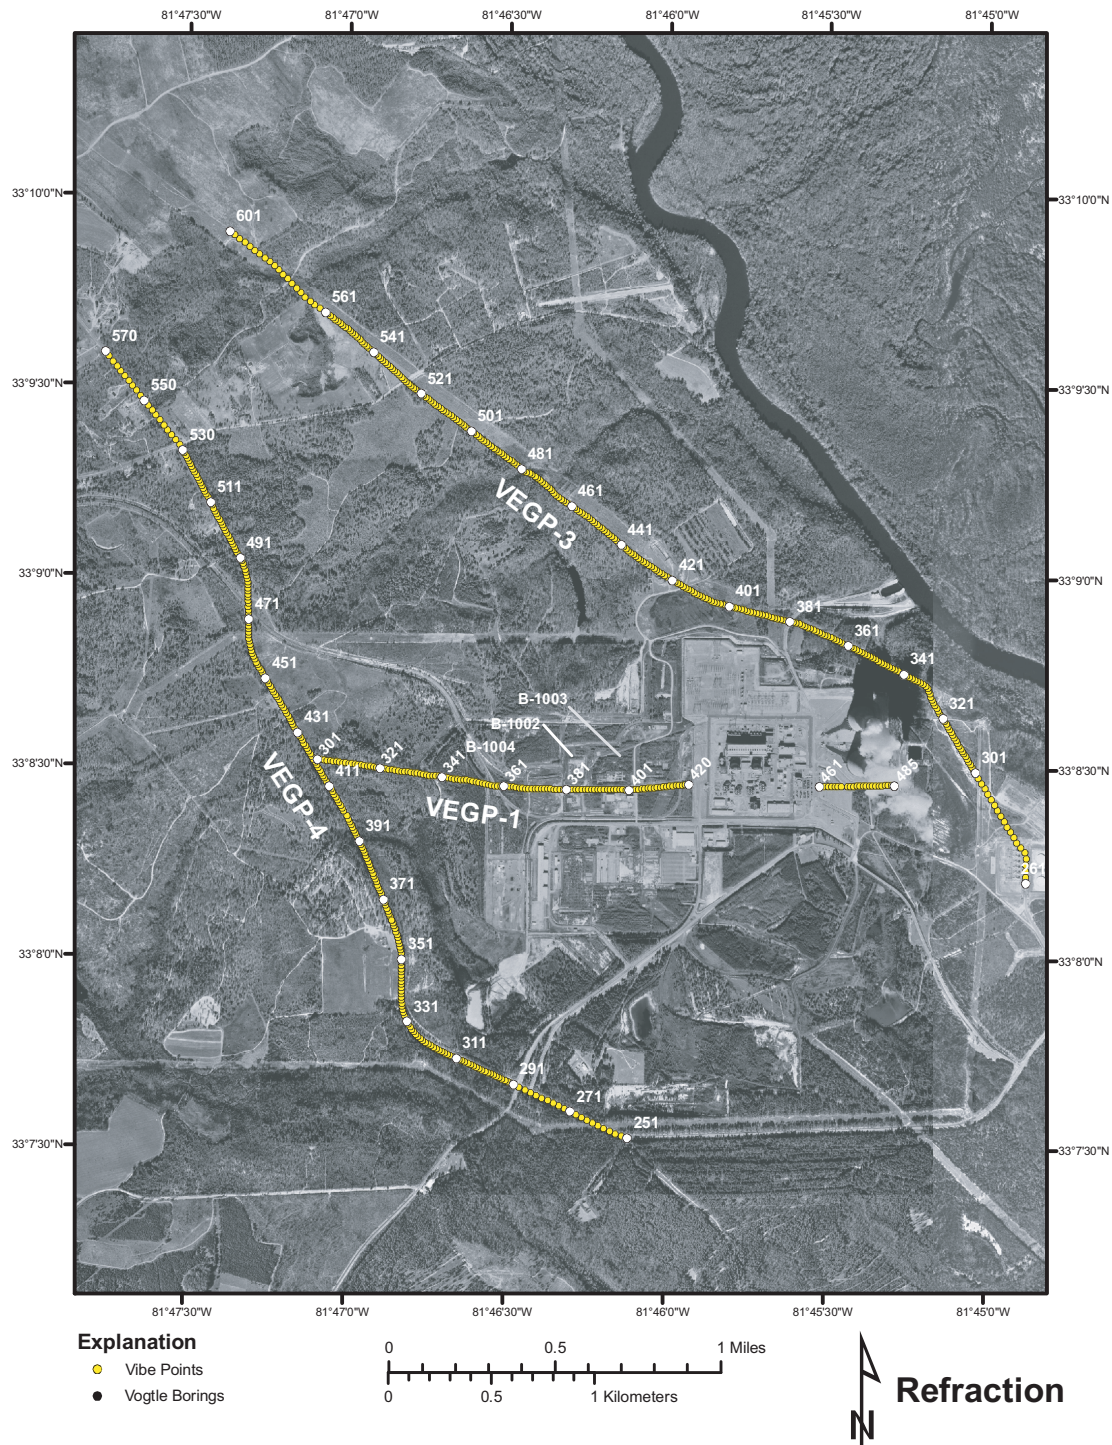 81°47'30"W 81°47'0"W 81°46'30"W 81°46'0"W 81°45'30"W 81°45'0"W
33°10'0"N 33°10'0"N
601
561
570
541
33°9'30"N 33°9'30"N
550
521
501
530
481
511
461
VEGP-3
441
491
421
33°9'0"N 33°9'0"N
471
401
381
361
451
341
B-1003
321
431
B-1002
301
321
B-1004
341
301
33°8'30"N 33°8'30"N
411
361
381
401
420
461
485
VEGP-4
VEGP-1
391
261
371
351
33°8'0"N 33°8'0"N
331
311
291
271
251
33°7'30"N 33°7'30"N
81°47'30"W 81°47'0"W 81°46'30"W 81°46'0"W 81°45'30"W 81°45'0"W
Explanation
Vibe Points
Vogtle Borings
0 0.5 1 Miles
0 0.5 1 Kilometers
N
Refraction